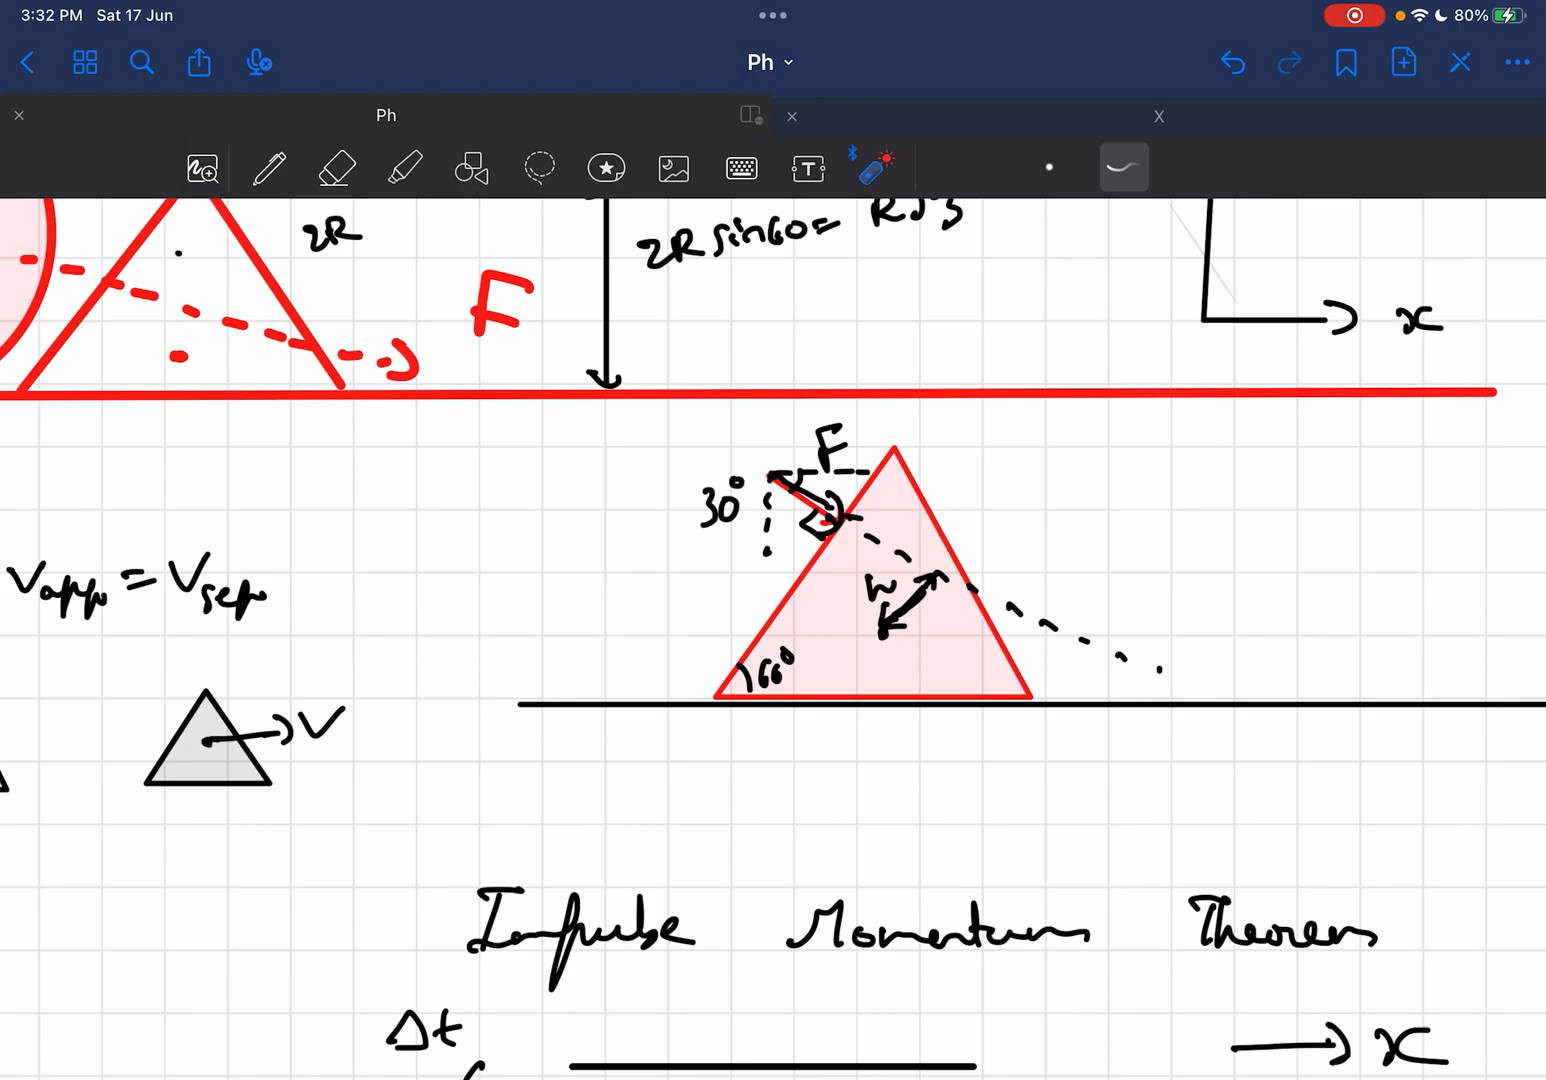 3:32 PM Sat 17 Jun
80%
Ph
Ph
X
T
2R
2R sin60= R√3
F
x
F
30°
Vapp = Vsep
60°
V
Impulse Momentum Theorem
Δt
x